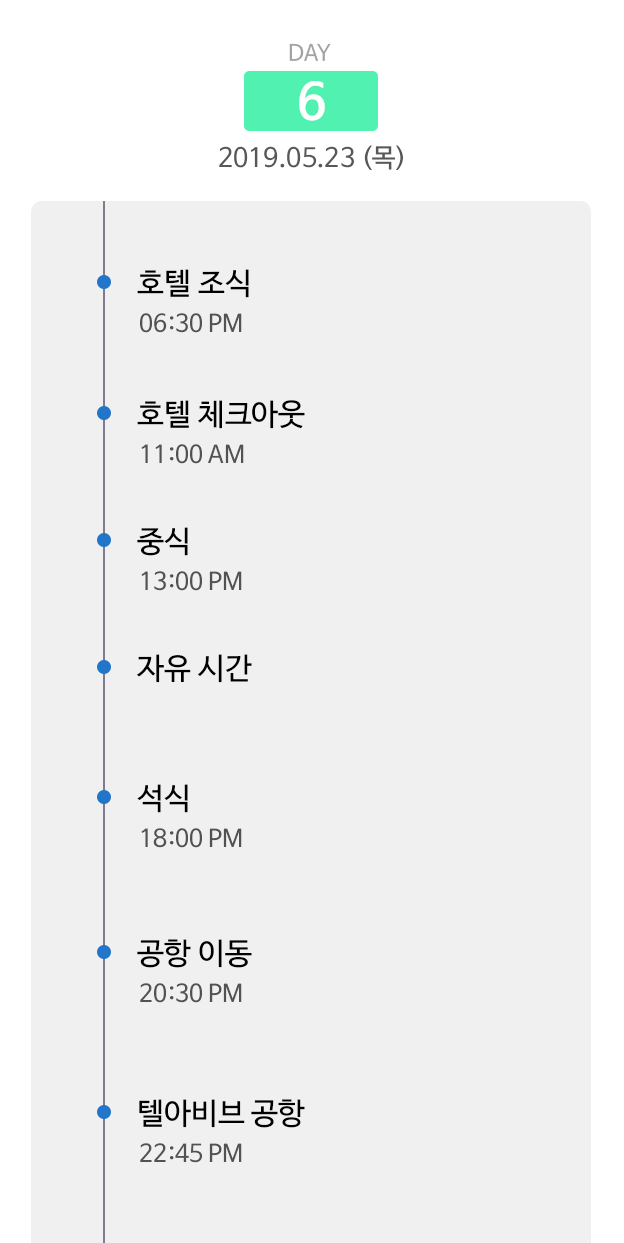 DAY
6
2019.05.23 (목)
호텔 조식
06:30 PM
호텔 체크아웃
11:00 AM
중식
13:00 PM
자유 시간
석식
18:00 PM
공항 이동
20:30 PM
텔아비브 공항
22:45 PM